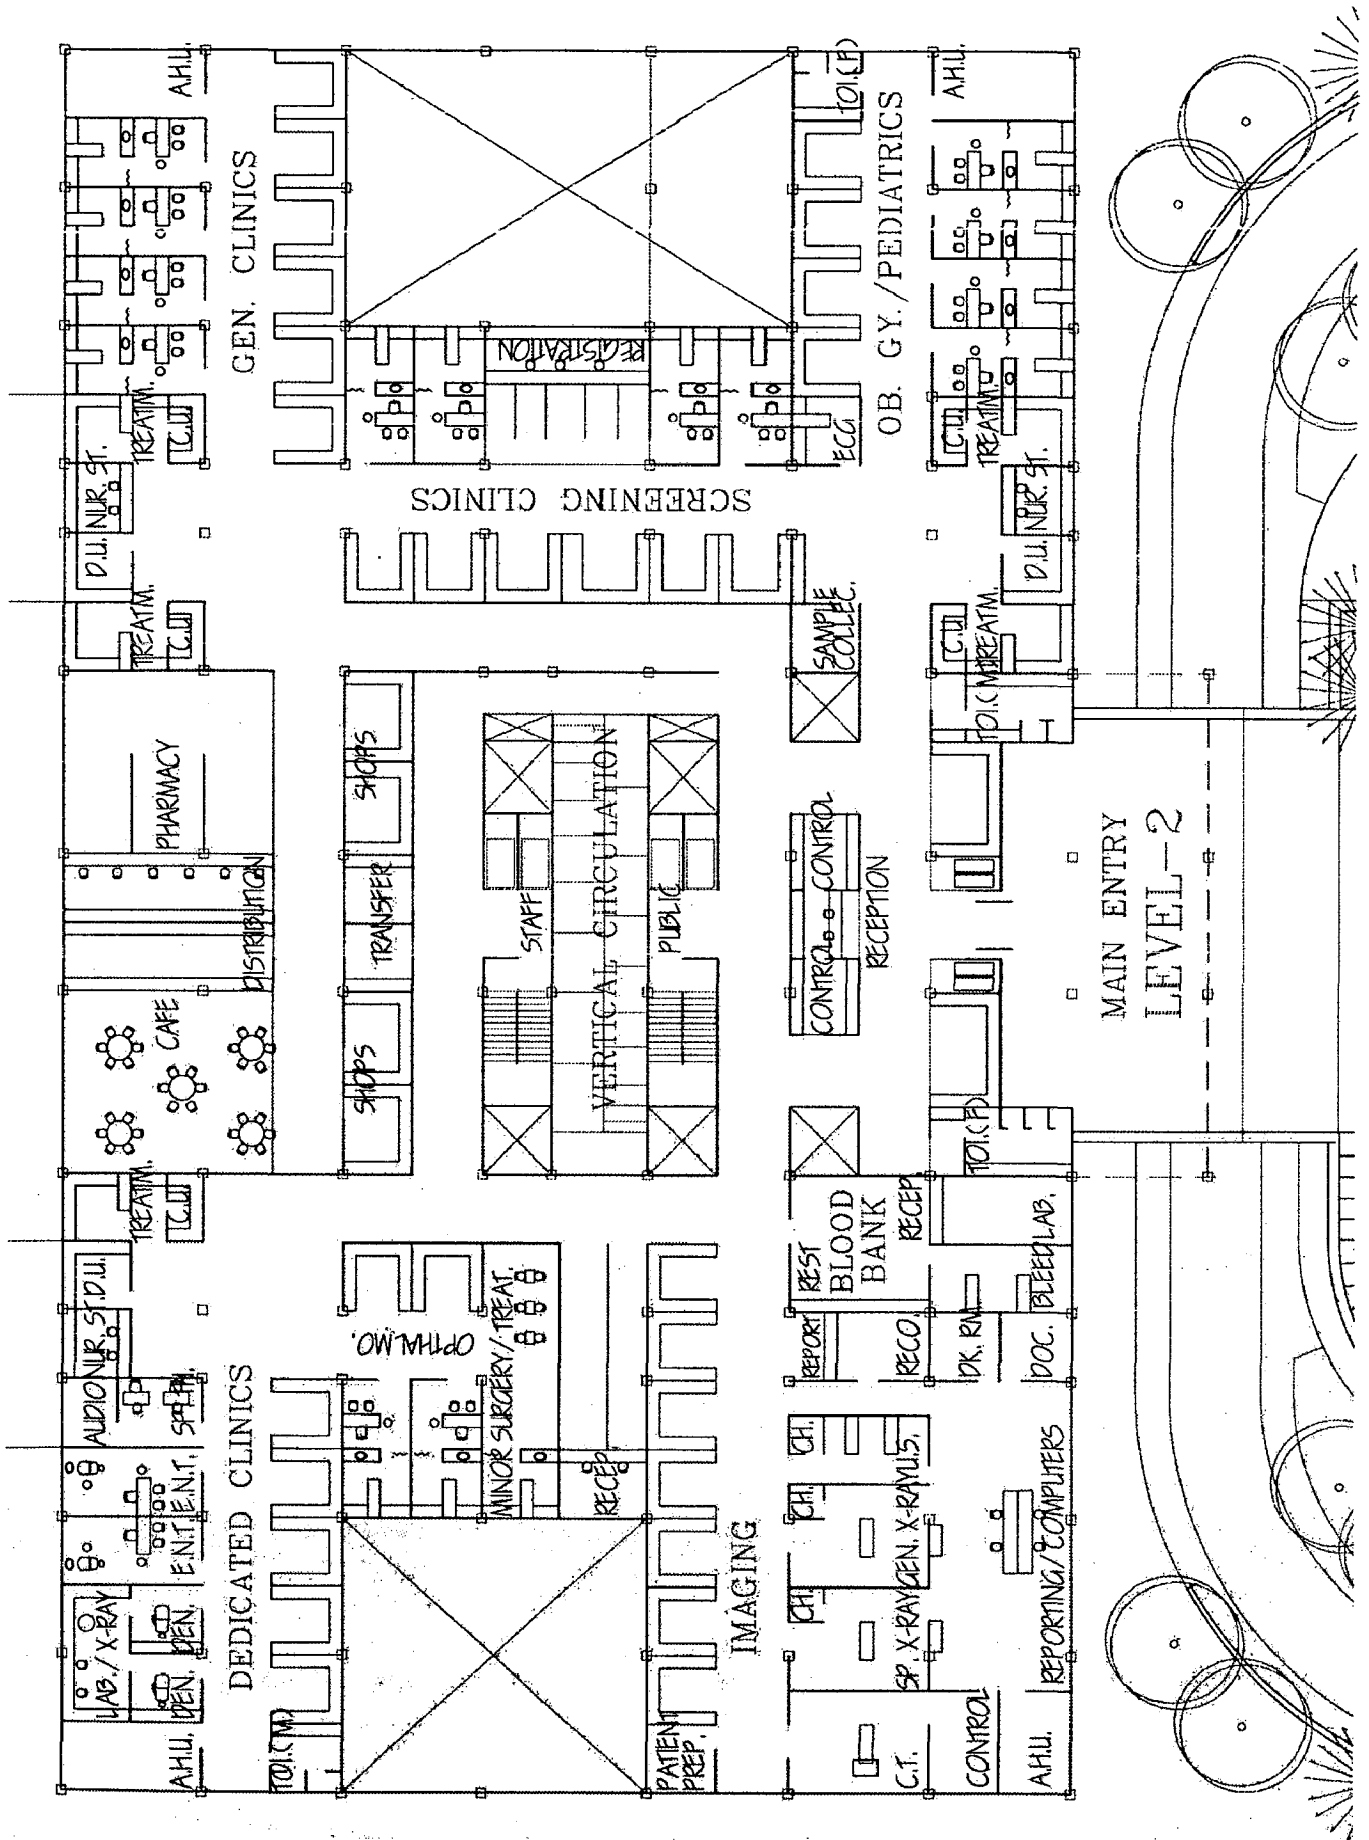 A.H.U.
GEN. CLINICS
TREATM.
C.U.
D.U.
NUR. ST.
TREATM.
C.U.
PHARMACY
DISTRIBUTION
CAFE
TREATM.
C.U.
D.U.
NUR. ST.
AUDIO
SP. TH.
E.N.T.
E.N.T.
LAB./X-RAY
DEN.
DEN.
A.H.U.
DEDICATED CLINICS
TOI.(M)
REGISTRATION
SCREENING CLINICS
SHOPS
TRANSFER
SHOPS
STAFF
VERTICAL CIRCULATION
PUBLIC
OPTHALMO.
MINOR SURGERY/TREAT.
RECEP.
PATIENT
PREP.
IMAGING
TOI.(F)
OB. GY./PEDIATRICS
ECG
SAMPLE
COLLEC.
CONTROL
CONTROL
CONTROL
RECEPTION
REST
BLOOD
BANK
RECEP.
REPORT
RECO.
CH.
CH.
CH.
U.S.
GEN. X-RAY
SP. X-RAY
C.T.
A.H.U.
C.U.
TREATM.
D.U.
NUR. ST.
C.U.
TREATM.
TOI.(M)
TOI.(F)
BLEED LAB.
DK. RM.
DOC.
REPORTING/COMPUTERS
CONTROL
A.H.U.
MAIN ENTRY
LEVEL-2